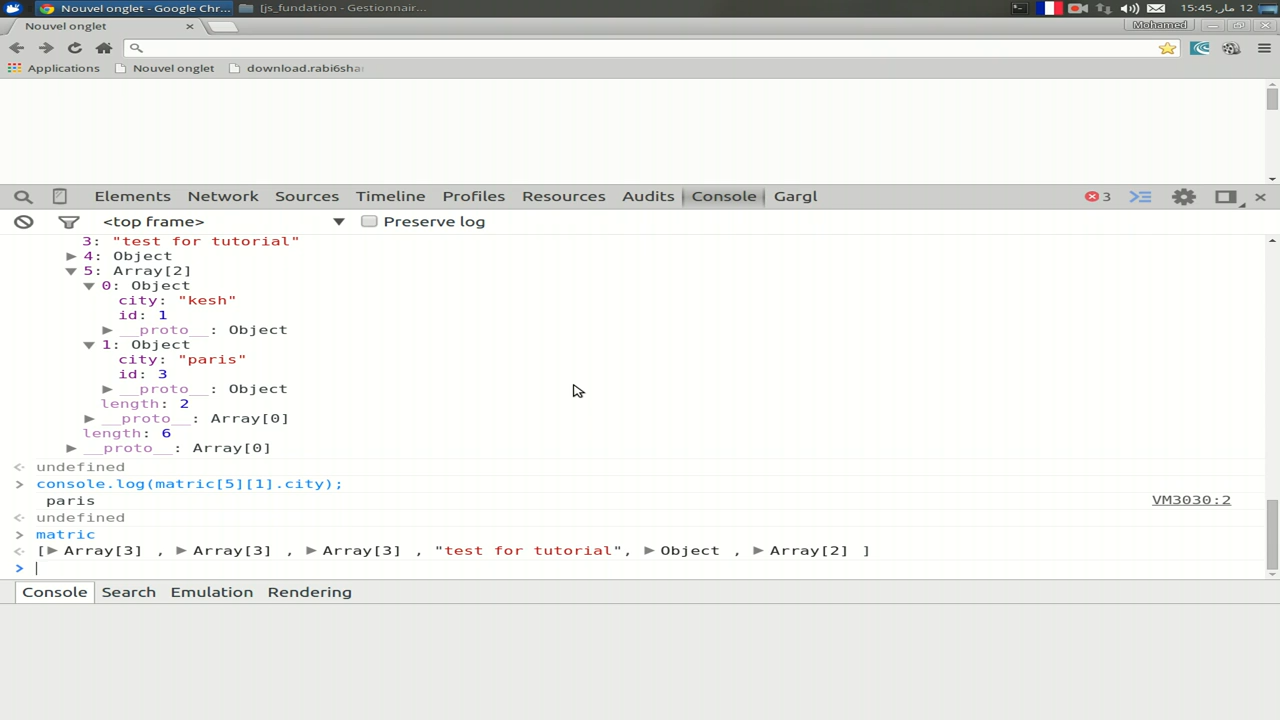 Nouvel onglet - Google Chr...
[js_fundation - Gestionnair...
15:45 مار, 12
Nouvel onglet
×
Mohamed
Applications
Nouvel onglet
download.rabi6sha
Elements Network Sources Timeline Profiles Resources Audits Console Gargl
3
<top frame>
Preserve log
3: "test for tutorial"
▶ 4: Object
▼ 5: Array[2]
▼ 0: Object
city: "kesh"
id: 1
▶ __proto__: Object
▼ 1: Object
city: "paris"
id: 3
▶ __proto__: Object
length: 2
▶ __proto__: Array[0]
length: 6
▶ __proto__: Array[0]
undefined
> console.log(matric[5][1].city);
paris
VM3030:2
undefined
> matric
[▶ Array[3] , ▶ Array[3] , ▶ Array[3] , "test for tutorial", ▶ Object , ▶ Array[2] ]
>
Console Search Emulation Rendering